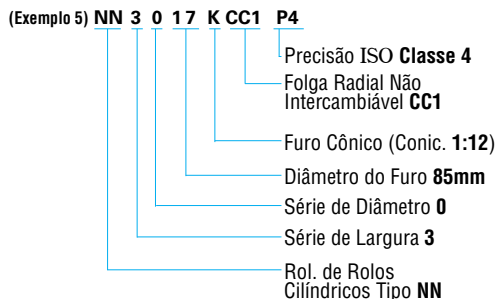 (Exemplo 5) NN 3 0 17 K CC1 P4
Precisão ISO Classe 4
Folga Radial Não
Intercambiável CC1
Furo Cônico (Conic. 1:12)
Diâmetro do Furo 85mm
Série de Diâmetro 0
Série de Largura 3
Rol. de Rolos
Cilíndricos Tipo NN